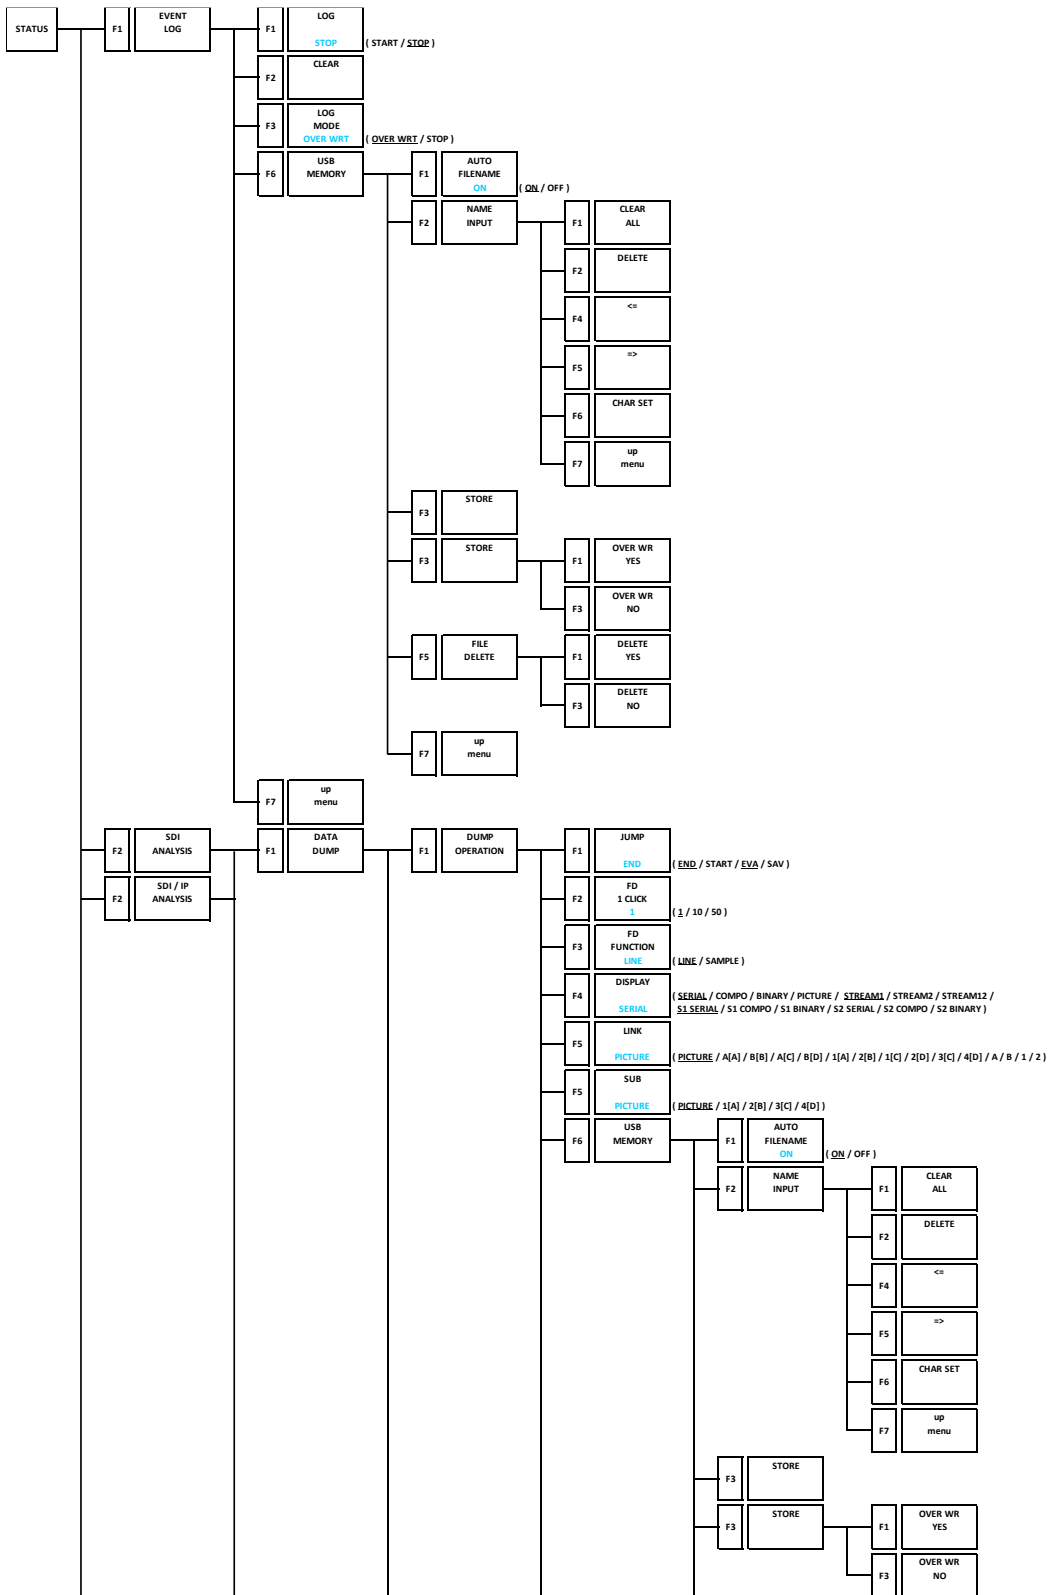 STATUS
F1
EVENT
LOG
F1
LOG
STOP
( START / STOP )
F2
CLEAR
F3
LOG
MODE
OVER WRT
( OVER WRT / STOP )
F6
USB
MEMORY
F1
AUTO
FILENAME
ON
( ON / OFF )
F2
NAME
INPUT
F1
CLEAR
ALL
F2
DELETE
F4
<=
F5
=>
F6
CHAR SET
F7
up
menu
F3
STORE
F3
STORE
F1
OVER WR
YES
F3
OVER WR
NO
F5
FILE
DELETE
F1
DELETE
YES
F3
DELETE
NO
F7
up
menu
F7
up
menu
F2
SDI
ANALYSIS
F1
DATA
DUMP
F1
DUMP
OPERATION
F1
JUMP
END
( END / START / EVA / SAV )
F2
SDI / IP
ANALYSIS
F2
FD
1 CLICK
1
( 1 / 10 / 50 )
F3
FD
FUNCTION
LINE
( LINE / SAMPLE )
F4
DISPLAY
SERIAL
( SERIAL / COMPO / BINARY / PICTURE / STREAM1 / STREAM2 / STREAM12 /
S1 SERIAL / S1 COMPO / S1 BINARY / S2 SERIAL / S2 COMPO / S2 BINARY )
F5
LINK
PICTURE
( PICTURE / A[A] / B[B] / A[C] / B[D] / 1[A] / 2[B] / 1[C] / 2[D] / 3[C] / 4[D] / A / B / 1 / 2 )
F5
SUB
PICTURE
( PICTURE / 1[A] / 2[B] / 3[C] / 4[D] )
F6
USB
MEMORY
F1
AUTO
FILENAME
ON
( ON / OFF )
F2
NAME
INPUT
F1
CLEAR
ALL
F2
DELETE
F4
<=
F5
=>
F6
CHAR SET
F7
up
menu
F3
STORE
F3
STORE
F1
OVER WR
YES
F3
OVER WR
NO